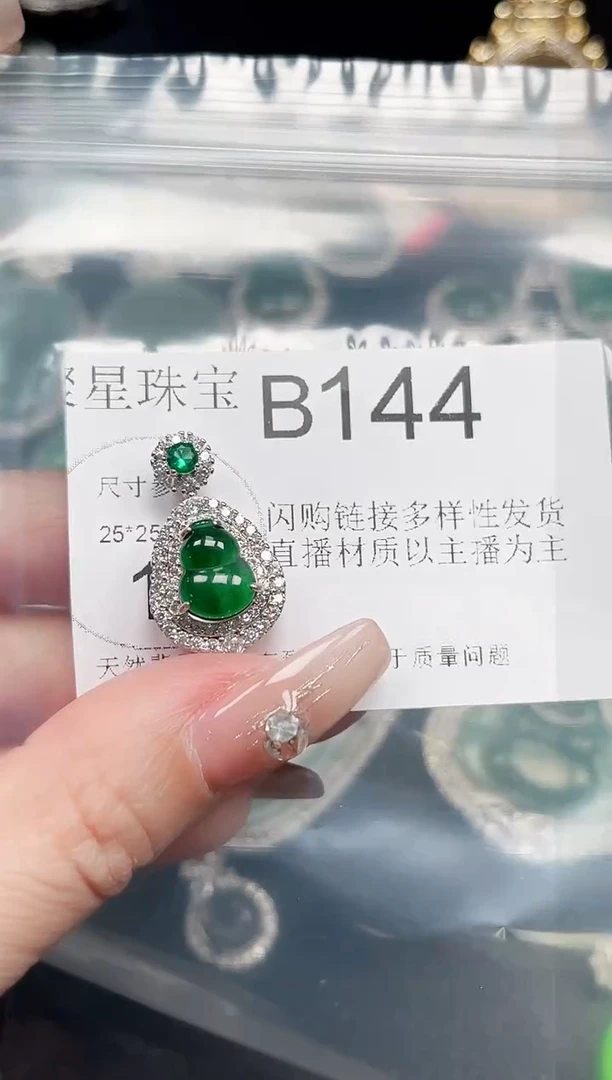 星珠宝 B144
尺寸
25*25
闪购链接多样性发货
直播材质以主播为主
天然 于质量问题